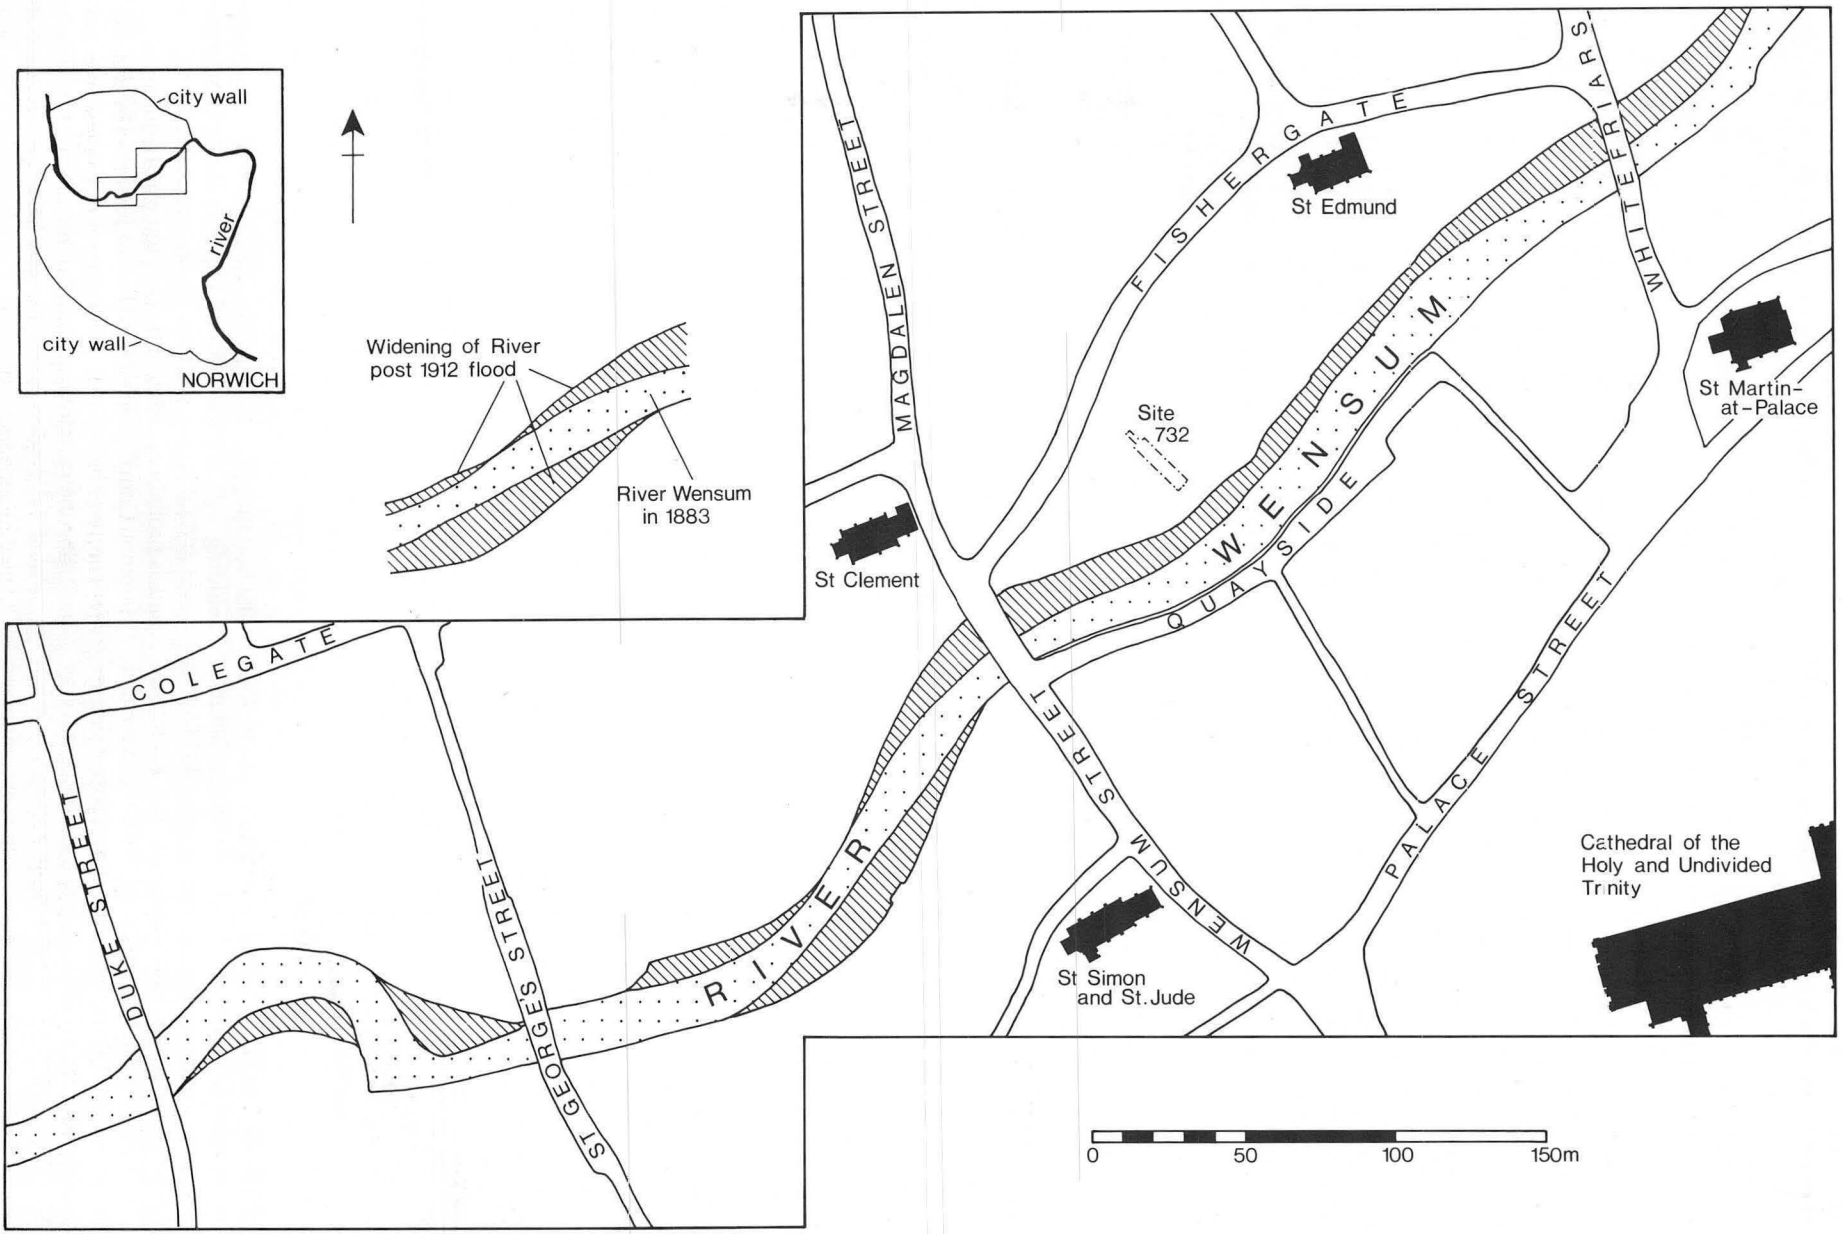 city wall
river
city wall
NORWICH
Widening of River
post 1912 flood
River Wensum
in 1883
MAGDALEN STREET
FISHERGATE
WHITEFRIARS
St Edmund
St Martin-
at-Palace
Site
732
St Clement
RIVER WENSUM
QUAYSIDE
COLEGATE
DUKE STREET
ST GEORGES STREET
WENSUM STREET
PALACE STREET
St Simon
and St.Jude
Cathedral of the
Holy and Undivided
Trinity
0 50 100 150m